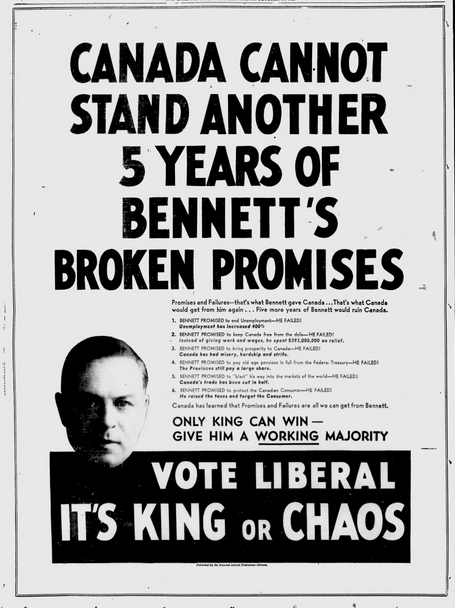 CANADA CANNOT
STAND ANOTHER
5 YEARS OF
BENNETT'S
BROKEN PROMISES
Promises and Failures—that's what Bennett gave Canada ...That's what Canada
would get from him again . . . Five more years of Bennett would ruin Canada.
1. BENNETT PROMISED to end Unemployment—HE FAILED!
Unemployment has increased 400%
2. BENNETT PROMISED to keep Canada free from the dole—HE FAILED!
Instead of giving work and wages, he spent $593,000,000 on relief.
3. BENNETT PROMISED to bring prosperity to Canada—HE FAILED!
Canada has had misery, hardship and strife.
4. BENNETT PROMISED to pay old age pensions in full from the Federal Treasury—HE FAILED!
The Provinces still pay a large share.
5. BENNETT PROMISED to "blast" his way into the markets of the world—HE FAILED!
Canada's trade has been cut in half.
6. BENNETT PROMISED to protect the Canadian Consumer—HE FAILED!
He raised the taxes and forgot the Consumer.
Canada has learned that Promises and Failures are all we can get from Bennett.
ONLY KING CAN WIN —
GIVE HIM A WORKING MAJORITY
VOTE LIBERAL
IT'S KING OR CHAOS